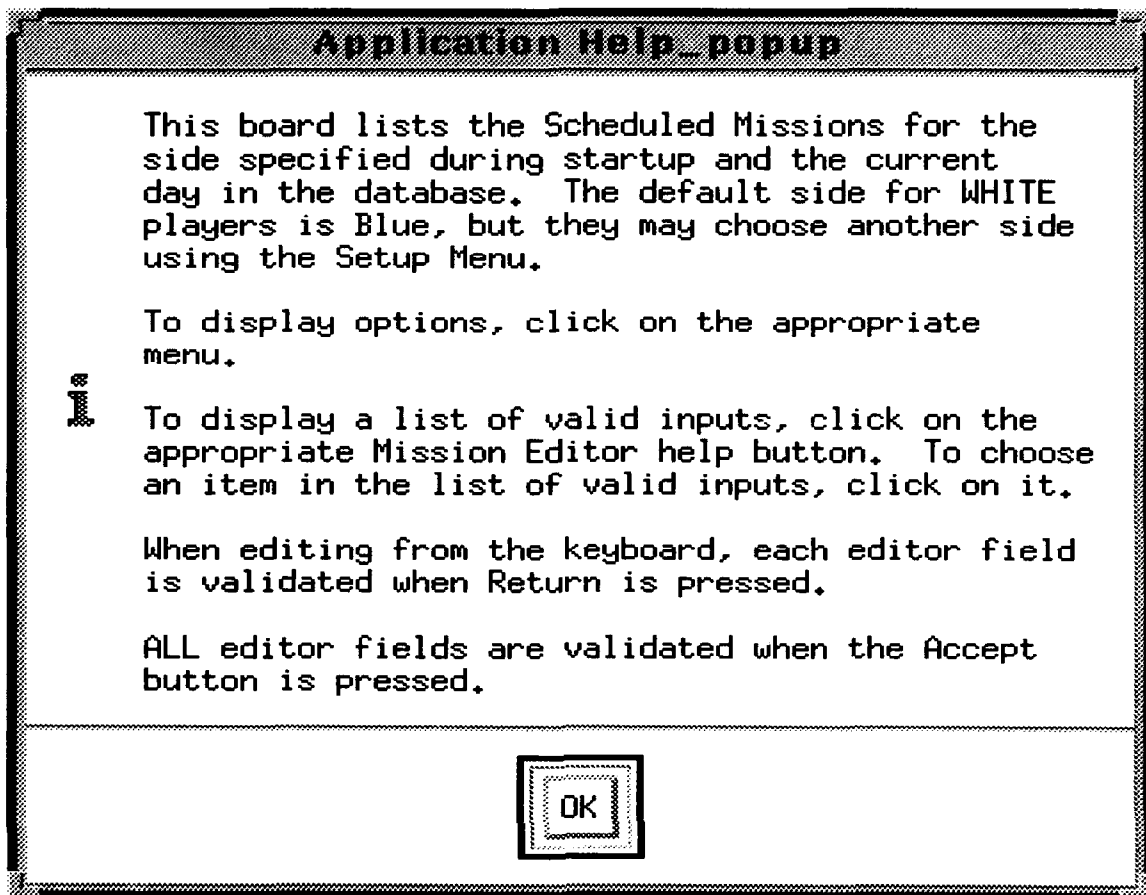 Application Help_popup
This board lists the Scheduled Missions for the
side specified during startup and the current
day in the database.  The default side for WHITE
players is Blue, but they may choose another side
using the Setup Menu.
To display options, click on the appropriate
menu.
i
To display a list of valid inputs, click on the
appropriate Mission Editor help button.  To choose
an item in the list of valid inputs, click on it.
When editing from the keyboard, each editor field
is validated when Return is pressed.
ALL editor fields are validated when the Accept
button is pressed.
OK